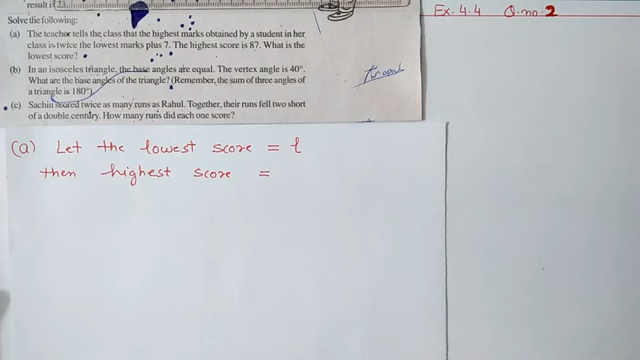 result is 23.
Solve the following:
(a) The teacher tells the class that the highest marks obtained by a student in her
class is twice the lowest marks plus 7. The highest score is 87. What is the
lowest score?
(b) In an isosceles triangle, the base angles are equal. The vertex angle is 40°.
What are the base angles of the triangle? (Remember, the sum of three angles of
a triangle is 180°).
(c) Sachin scored twice as many runs as Rahul. Together, their runs fell two short
of a double century. How many runs did each one score?
Ex. 4.4 Q. no. 2
(a) Let the lowest score = l
then highest score =